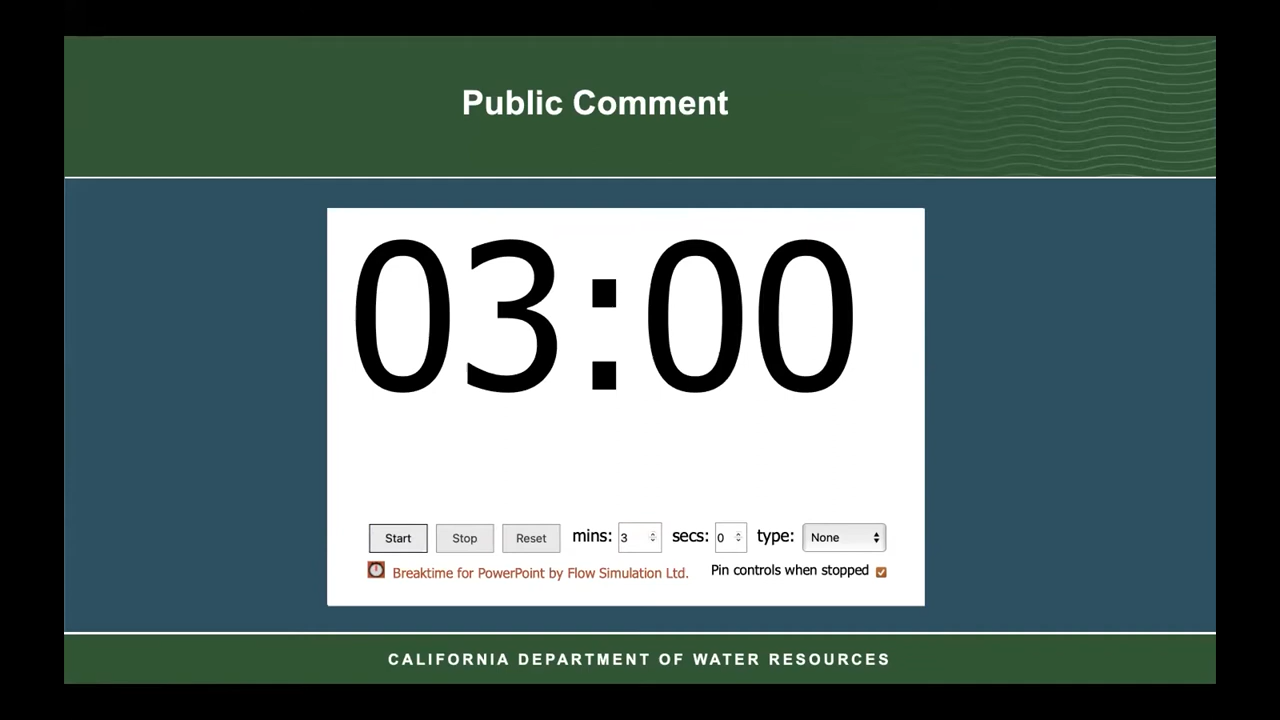 Public Comment
03:00
Start Stop Reset mins: 3 secs: 0 type: None
Breaktime for PowerPoint by Flow Simulation Ltd. Pin controls when stopped
CALIFORNIA DEPARTMENT OF WATER RESOURCES